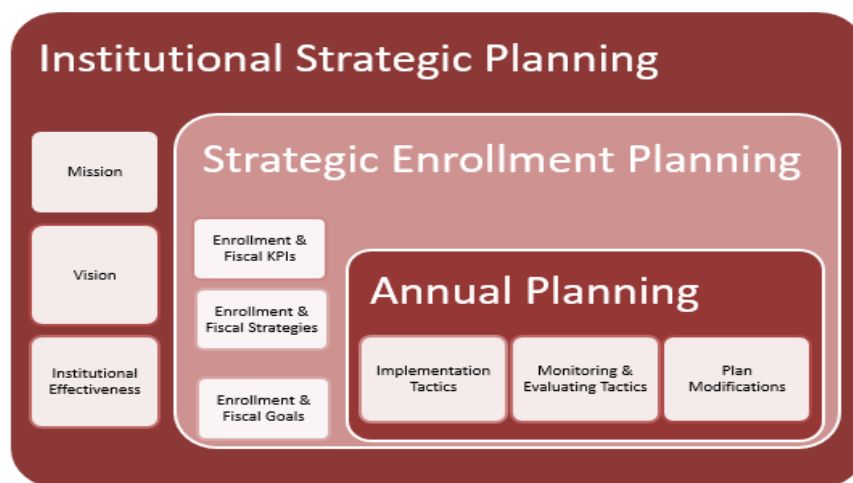 Institutional Strategic Planning
Mission
Vision
Institutional
Effectiveness
Strategic Enrollment Planning
Enrollment &
Fiscal KPIs
Enrollment &
Fiscal Strategies
Enrollment &
Fiscal Goals
Annual Planning
Implementation
Tactics
Monitoring &
Evaluating Tactics
Plan
Modifications